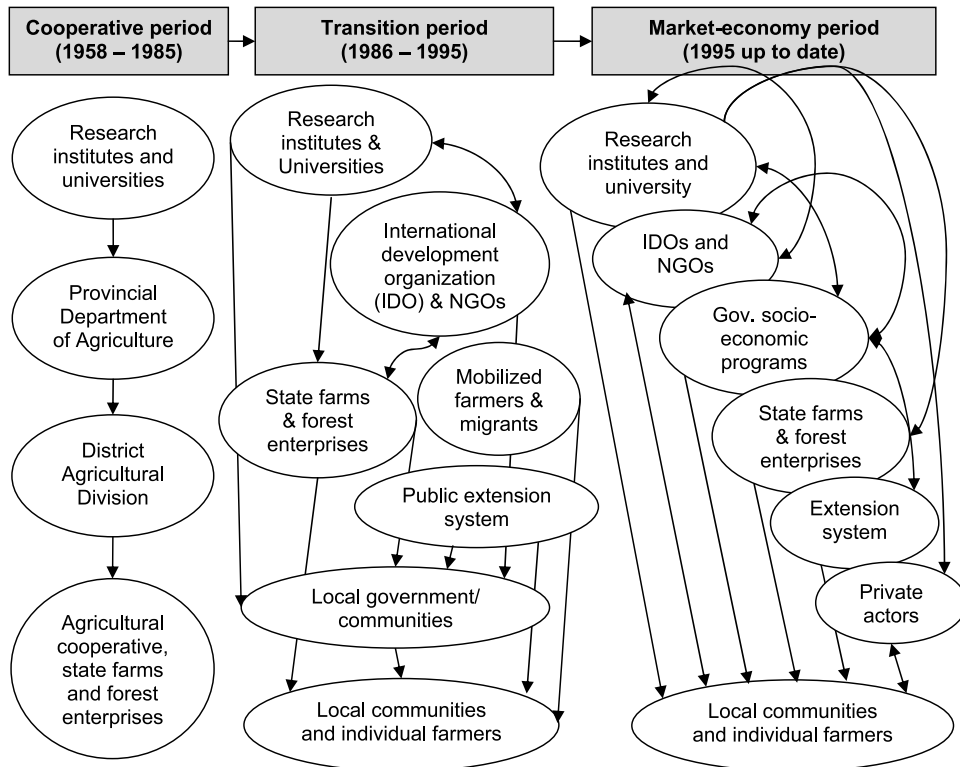 Cooperative period
(1958 – 1985)
Transition period
(1986 – 1995)
Market-economy period
(1995 up to date)
Research
institutes and
universities
Provincial
Department
of Agriculture
District
Agricultural
Division
Agricultural
cooperative,
state farms
and forest
enterprises
Research
institutes &
Universities
International
development
organization
(IDO) & NGOs
State farms
& forest
enterprises
Mobilized
farmers &
migrants
Public extension
system
Local government/
communities
Local communities
and individual farmers
Research
institutes and
university
IDOs and
NGOs
Gov. socio-
economic
programs
State farms
& forest
enterprises
Extension
system
Private
actors
Local communities
and individual farmers